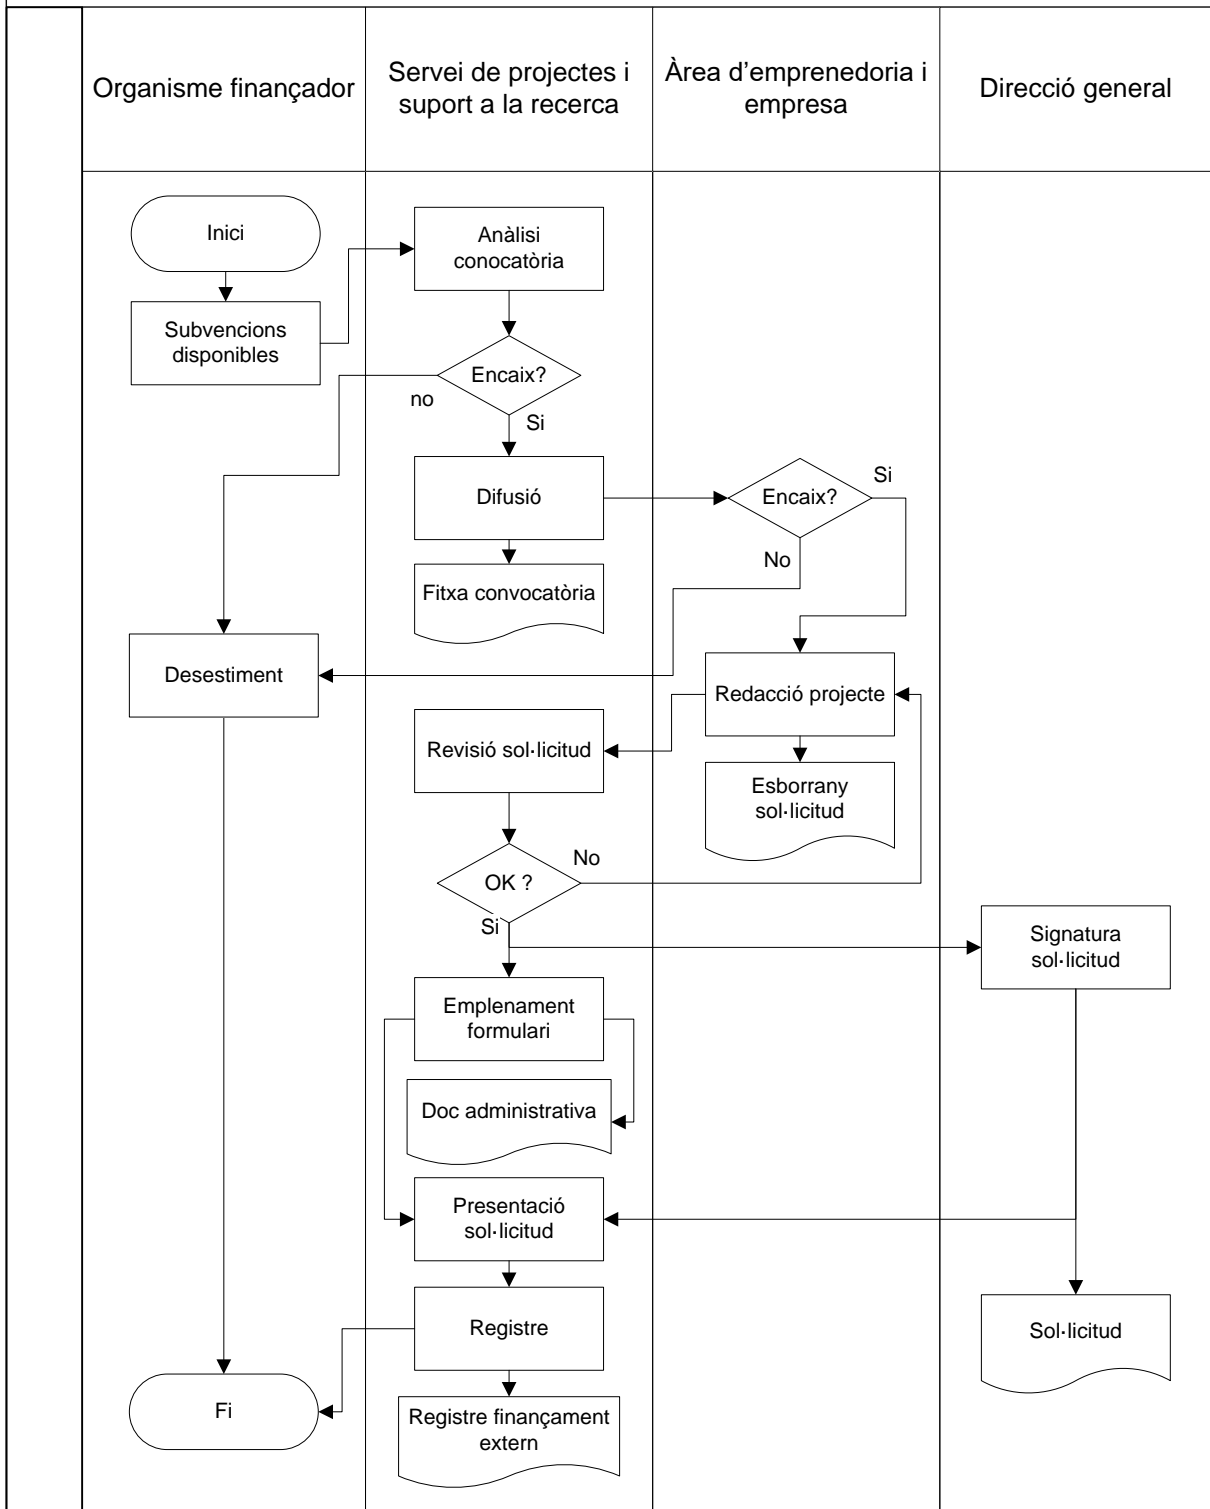 Organisme finançador
Servei de projectes i
suport a la recerca
Àrea d'emprenedoria i
empresa
Direcció general
Inici
Anàlisi
conocatòria
Subvencions
disponibles
Encaix?
no
Si
Difusió
Encaix?
Si
No
Fitxa convocatòria
Desestiment
Redacció projecte
Revisió sol·licitud
Esborrany
sol·licitud
OK ?
No
Si
Signatura
sol·licitud
Emplenament
formulari
Doc administrativa
Presentació
sol·licitud
Registre
Sol·licitud
Fi
Registre finançament
extern